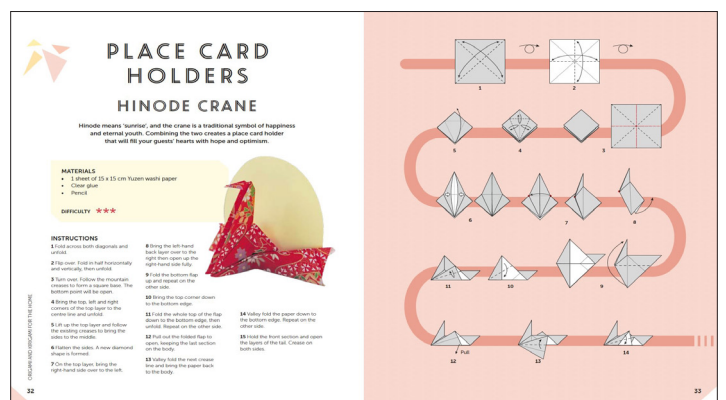 PLACE CARD
HOLDERS
HINODE CRANE
Hinode means 'sunrise', and the crane is a traditional symbol of happiness
and eternal youth. Combining the two creates a place card holder
that will fill your guests' hearts with hope and optimism.
MATERIALS
• 1 sheet of 15 x 15 cm Yuzen washi paper
• Clear glue
• Pencil
DIFFICULTY ***
INSTRUCTIONS
1 Fold across both diagonals and
unfold.
2 Flip over. Fold in half horizontally
and vertically, then unfold.
3 Turn over. Follow the mountain
creases to form a square base. The
bottom point will be open.
4 Bring the top, left and right
corners of the top layer to the
centre line and unfold.
5 Lift up the top layer and follow
the existing creases to bring the
sides to the middle.
6 Flatten the sides. A new diamond
shape is formed.
7 On the top layer, bring the
right-hand side over to the left.
8 Bring the left-hand
back layer over to the
right then open up the
right-hand side fully.
9 Fold the bottom flap
up and repeat on the
other side.
10 Bring the top corner down
to the bottom edge.
11 Fold the whole top of the flap
down to the bottom edge, then
unfold. Repeat on the other side.
12 Pull out the folded flap to
open, keeping the last section
on the body.
13 Valley fold the next crease
line and bring the paper back
to the body.
14 Valley fold the paper down to
the bottom edge. Repeat on the
other side.
15 Hold the front section and open
the layers of the tail. Crease on
both sides.
ORIGAMI AND KIRIGAMI FOR THE HOME
32
1
2
5
4
3
6
7
8
11
10
9
12
Pull
13
14
33